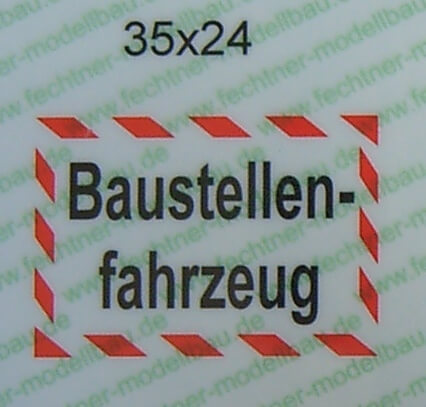 35x24
Baustellen-
fahrzeug
www.fechtner-modellbau.de